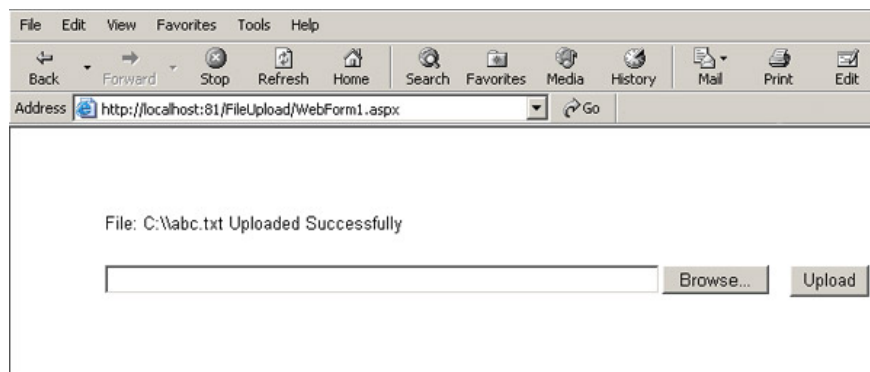 File Edit View Favorites Tools Help
Back Forward Stop Refresh Home Search Favorites Media History Mail Print Edit
Address http://localhost:81/FileUpload/WebForm1.aspx Go
File: C:\\abc.txt Uploaded Successfully
Browse... Upload